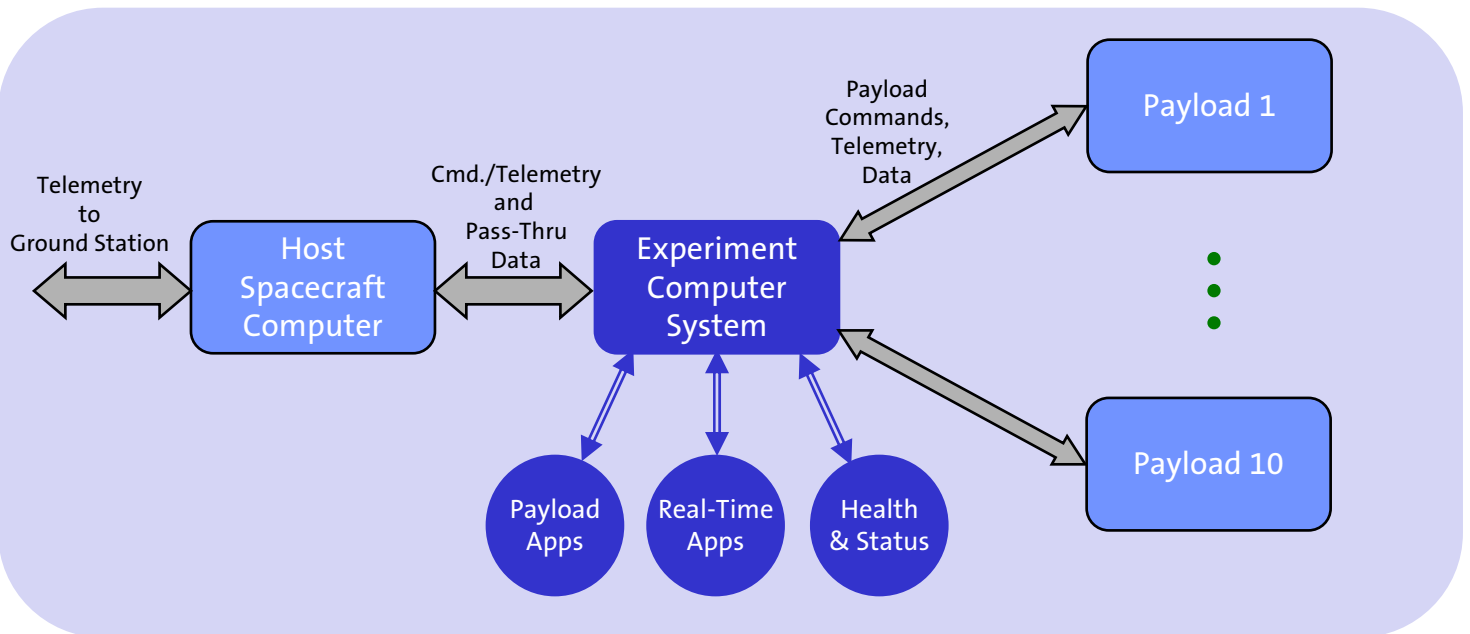 Telemetry
to
Ground Station
Host
Spacecraft
Computer
Cmd./Telemetry
and
Pass-Thru
Data
Experiment
Computer
System
Payload
Commands,
Telemetry,
Data
Payload 1
Payload 10
Payload
Apps
Real-Time
Apps
Health
& Status